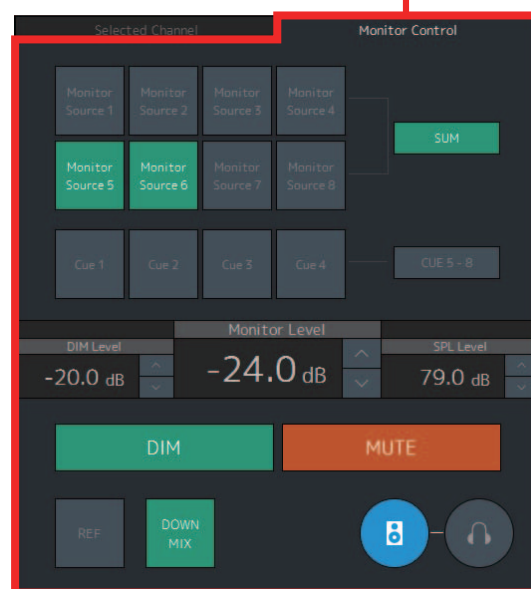 Selected Channel
Monitor Control
Monitor Source 1
Monitor Source 2
Monitor Source 3
Monitor Source 4
SUM
Monitor Source 5
Monitor Source 6
Monitor Source 7
Monitor Source 8
Cue 1
Cue 2
Cue 3
Cue 4
CUE 5 - 8
Monitor Level
DIM Level
SPL Level
-20.0 dB
-24.0 dB
79.0 dB
DIM
MUTE
REF
DOWN
MIX